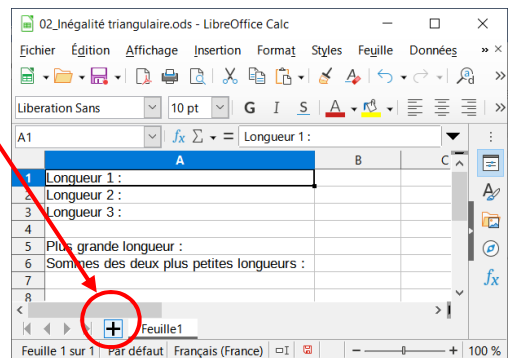 02_Inégalité triangulaire.ods - LibreOffice Calc
Fichier Édition Affichage Insertion Format Styles Feuille Données »
Liberation Sans 10 pt G I S A »
A1 fx Σ = Longueur 1 :
A B C
1 Longueur 1 :
2 Longueur 2 :
3 Longueur 3 :
4
5 Plus grande longueur :
6 Sommes des deux plus petites longueurs :
7
8
Feuille1
Feuille 1 sur 1 Par défaut Français (France) 100 %